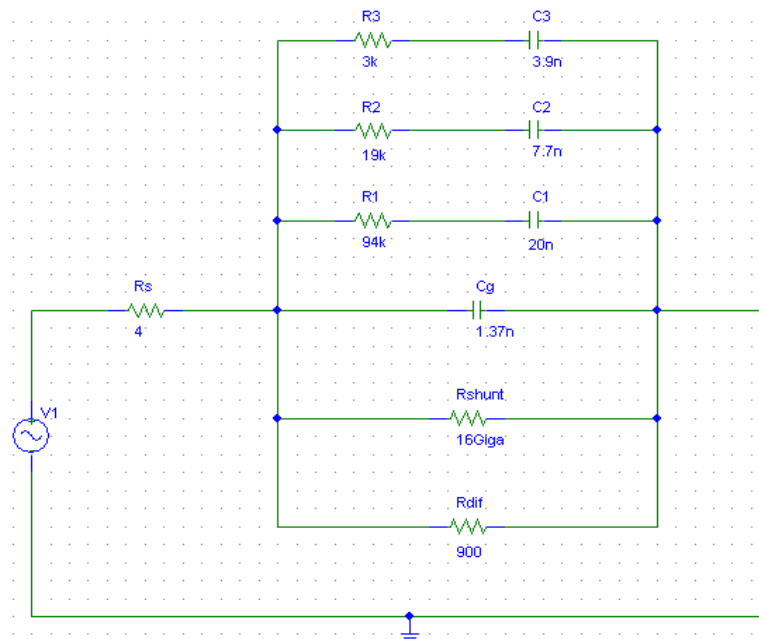 R3 C3
3k 3.9n
R2 C2
19k 7.7n
R1 C1
94k 20n
Rs Cg
4 1.37n
Rshunt
V1
16Giga
Rdif
900